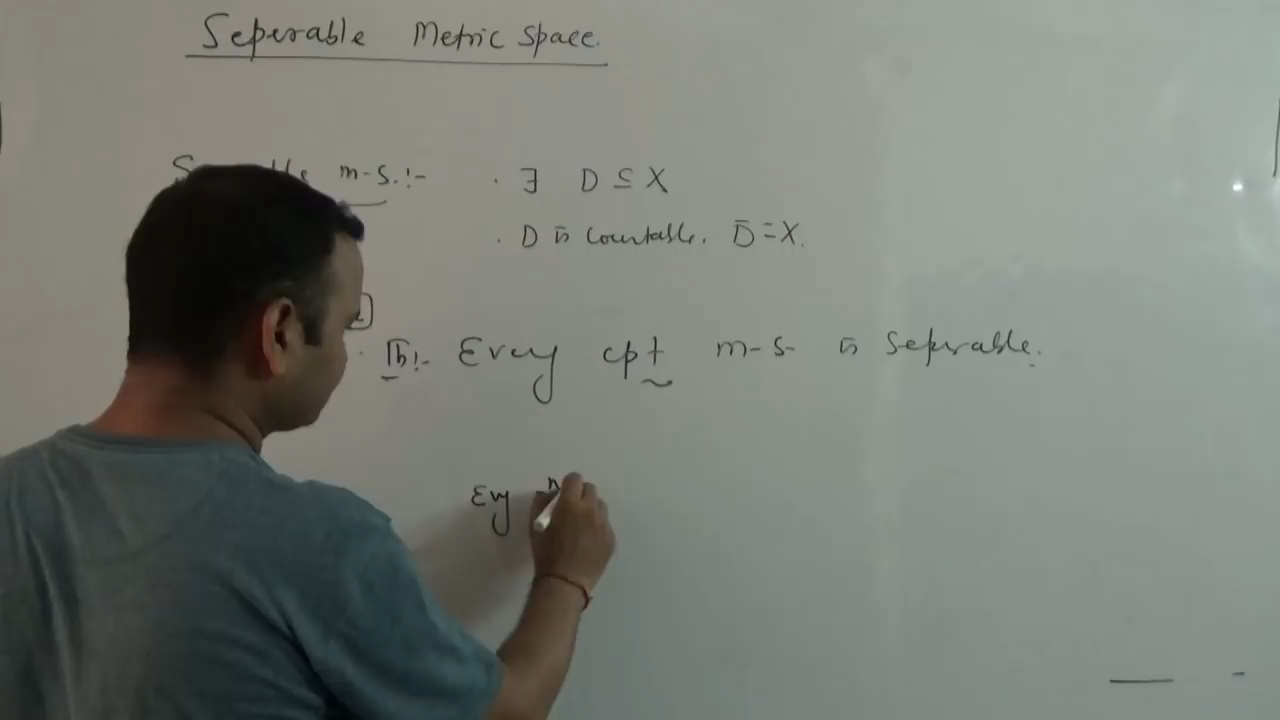 Seperable Metric Space.
m-s.:- . ∃ D ⊆ X
. D is countable. D̄ = X.
Th:- Every cpt m-s- is Seperable.
Evy